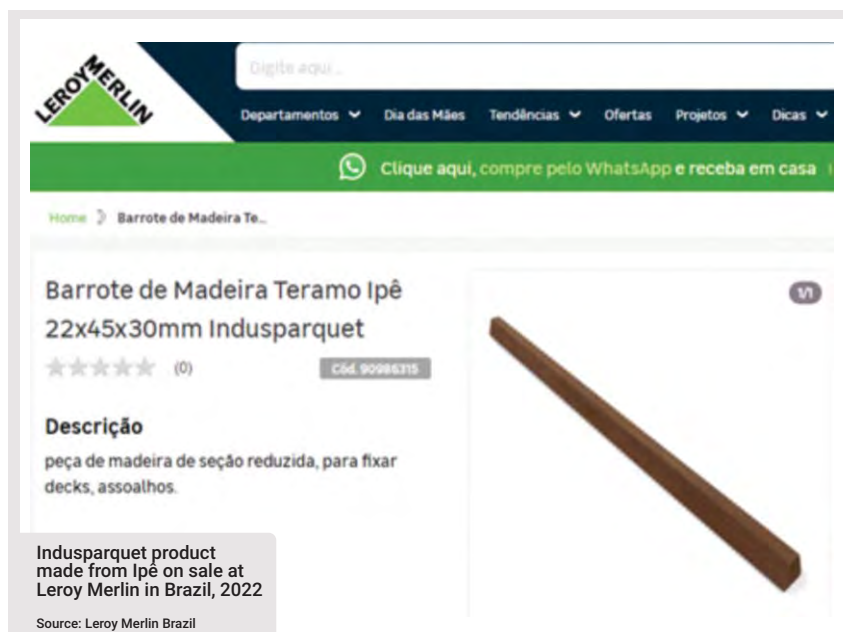 LEROY MERLIN
Digite aqui...
Departamentos Dia das Mães Tendências Ofertas Projetos Dicas
Clique aqui, compre pelo WhatsApp e receba em casa
Home Barrote de Madeira Te...
Barrote de Madeira Teramo Ipê
22x45x30mm Indusparquet
(0) Cód. 90986315
1/1
Descrição
peça de madeira de seção reduzida, para fixar
decks, assoalhos.
Indusparquet product
made from Ipê on sale at
Leroy Merlin in Brazil, 2022
Source: Leroy Merlin Brazil